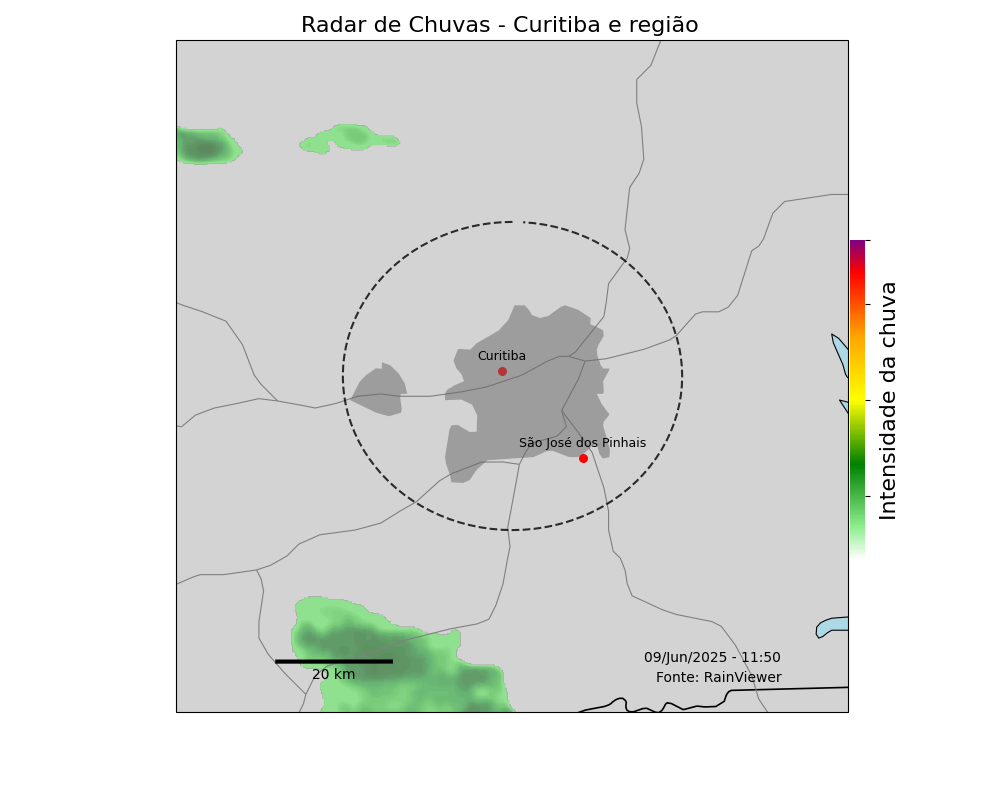 Radar de Chuvas - Curitiba e região
Curitiba
São José dos Pinhais
Intensidade da chuva
20 km
09/Jun/2025 - 11:50
Fonte: RainViewer